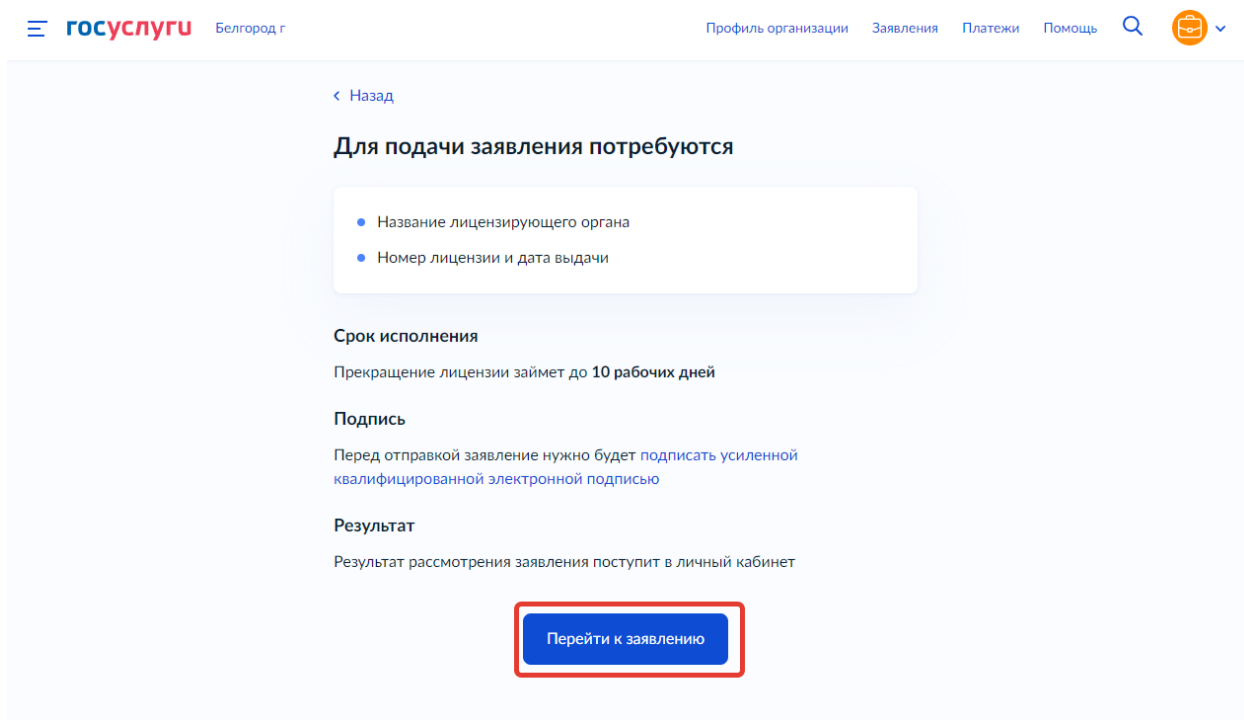 госуслуги Белгород г Профиль организации Заявления Платежи Помощь
Назад
Для подачи заявления потребуются
Название лицензирующего органа
Номер лицензии и дата выдачи
Срок исполнения
Прекращение лицензии займет до 10 рабочих дней
Подпись
Перед отправкой заявление нужно будет подписать усиленной
квалифицированной электронной подписью
Результат
Результат рассмотрения заявления поступит в личный кабинет
Перейти к заявлению